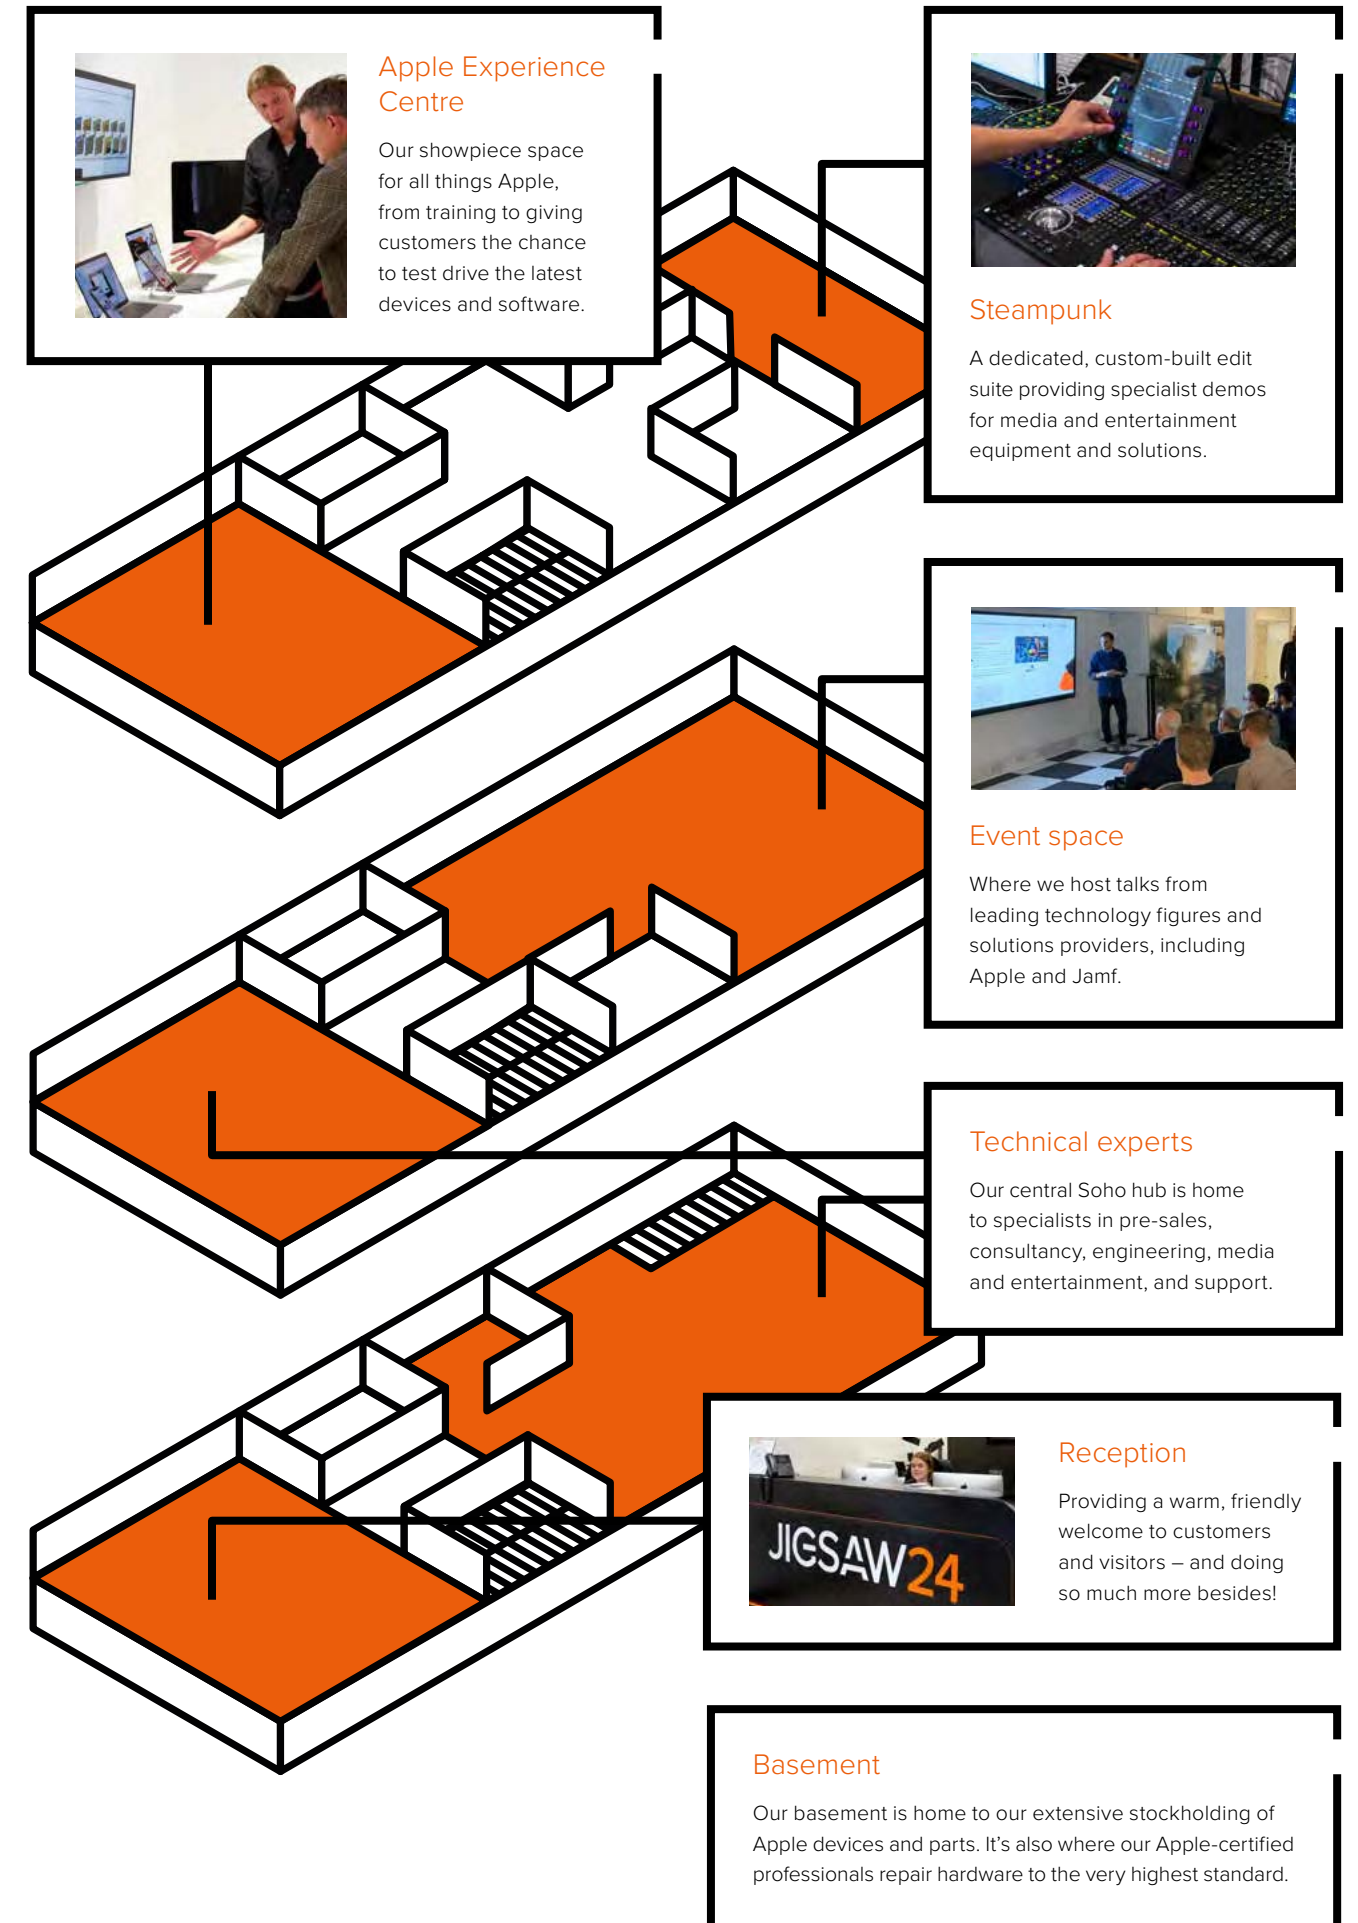 Apple Experience
Centre
Our showpiece space
for all things Apple,
from training to giving
customers the chance
to test drive the latest
devices and software.
Steampunk
A dedicated, custom-built edit
suite providing specialist demos
for media and entertainment
equipment and solutions.
Event space
Where we host talks from
leading technology figures and
solutions providers, including
Apple and Jamf.
Technical experts
Our central Soho hub is home
to specialists in pre-sales,
consultancy, engineering, media
and entertainment, and support.
JIGSAW24
Reception
Providing a warm, friendly
welcome to customers
and visitors – and doing
so much more besides!
Basement
Our basement is home to our extensive stockholding of
Apple devices and parts. It’s also where our Apple-certified
professionals repair hardware to the very highest standard.